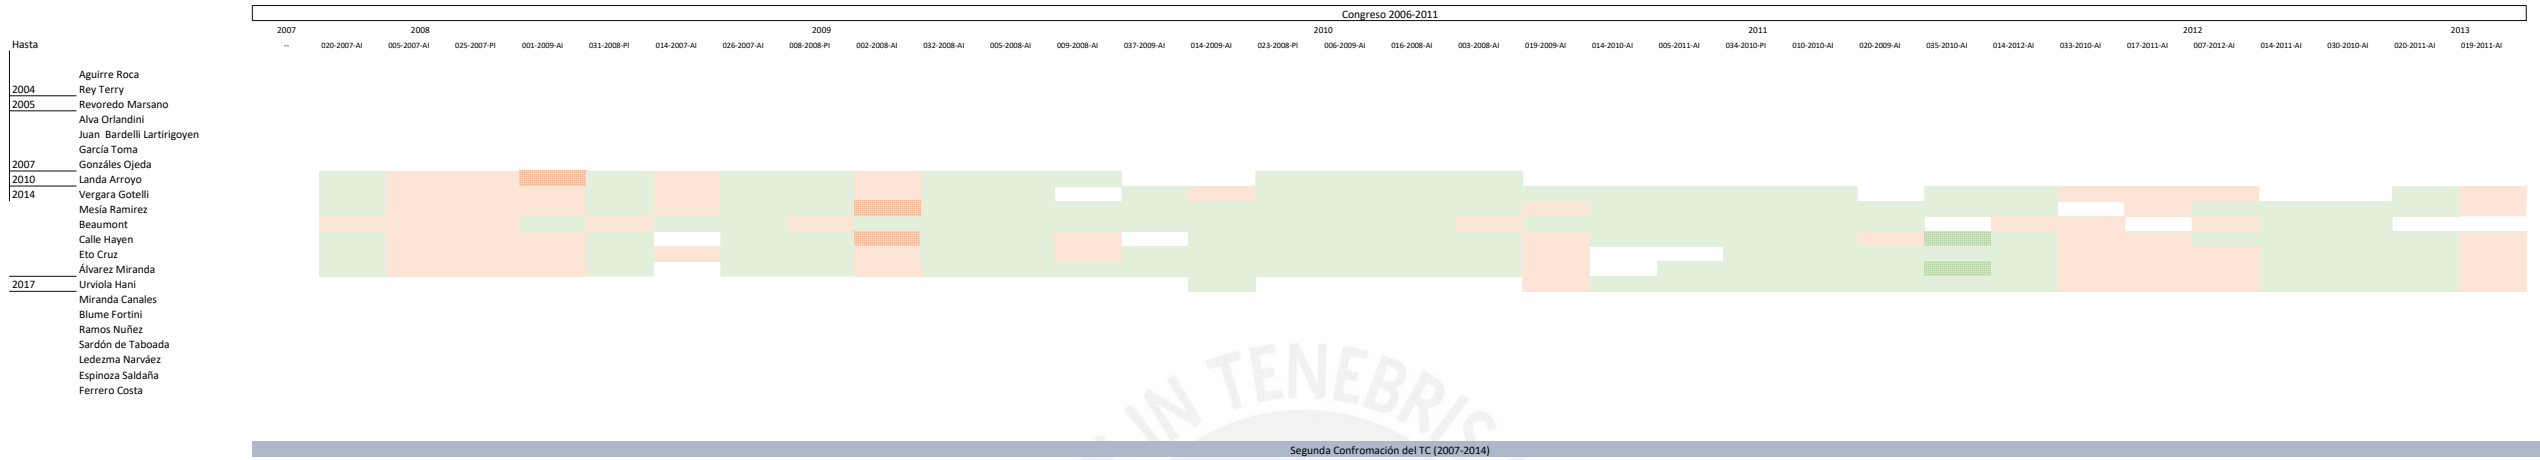 Congreso 2006-2011
2007 2008 2009 2010 2011 2012 2013
Hasta -- 020-2007-AI 005-2007-AI 025-2007-PI 001-2009-AI 031-2008-PI 014-2007-AI 026-2007-AI 008-2008-PI 002-2008-AI 032-2008-AI 005-2008-AI 009-2008-AI 037-2009-AI 014-2009-AI 023-2008-PI 006-2009-AI 016-2008-AI 003-2008-AI 019-2009-AI 014-2010-AI 005-2011-AI 034-2010-PI 010-2010-AI 020-2009-AI 035-2010-AI 014-2012-AI 033-2010-AI 017-2011-AI 007-2012-AI 014-2011-AI 030-2010-AI 020-2011-AI 019-2011-AI
Aguirre Roca
2004 Rey Terry
2005 Revoredo Marsano
Alva Orlandini
Juan Bardelli Lartirigoyen
García Toma
2007 Gonzáles Ojeda
2010 Landa Arroyo
2014 Vergara Gotelli
Mesía Ramirez
Beaumont
Calle Hayen
Eto Cruz
Álvarez Miranda
2017 Urviola Hani
Miranda Canales
Blume Fortini
Ramos Nuñez
Sardón de Taboada
Ledezma Narváez
Espinoza Saldaña
Ferrero Costa
IN TENEBRIS
Segunda Confromación del TC (2007-2014)